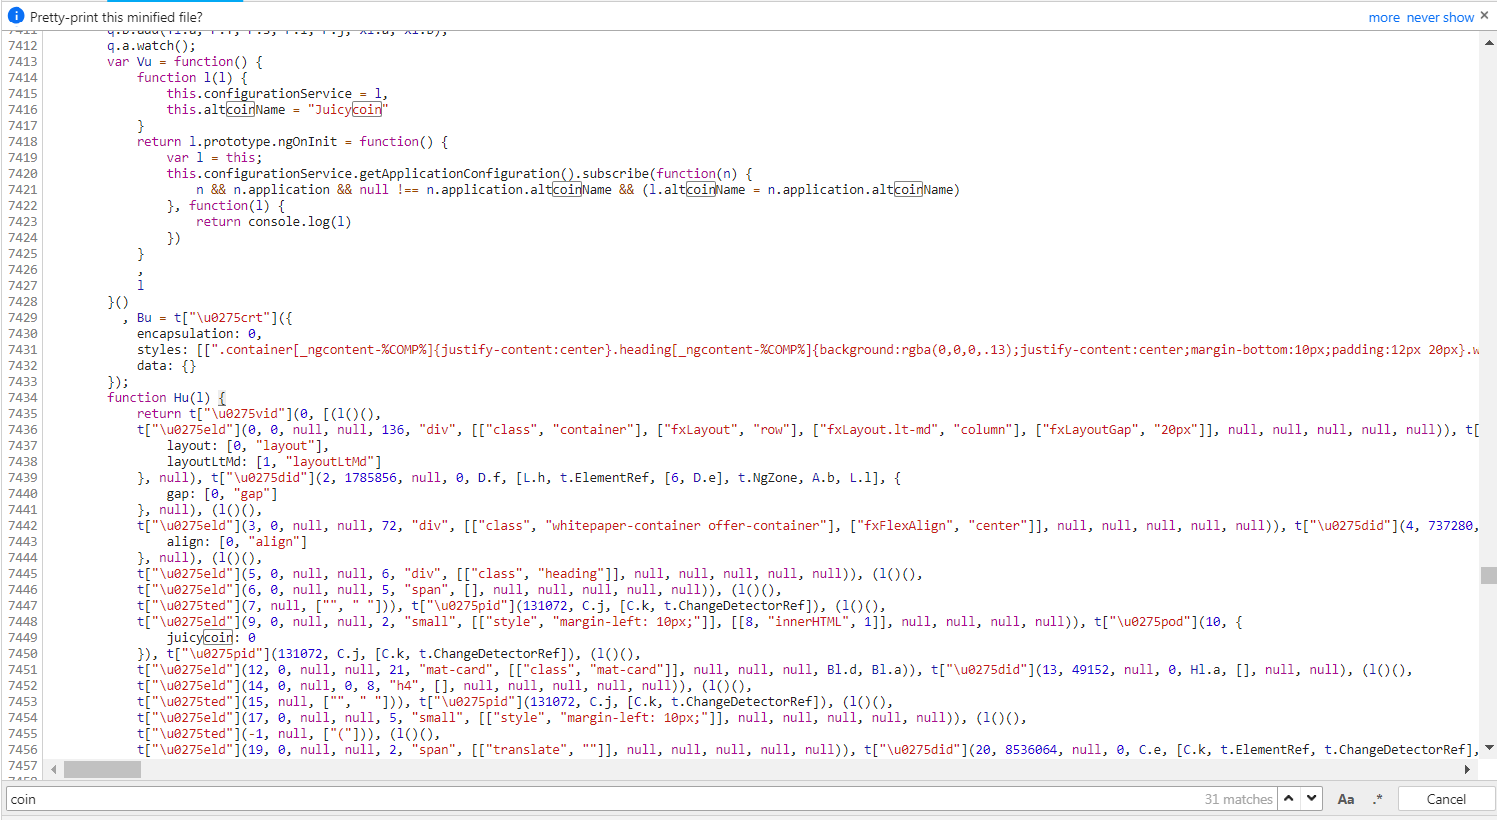 Pretty-print this minified file?
more never show ×
7411 q.b.add(Yl.a, P.f, P.s, P.i, P.j, Xl.a, Xl.b),
7412 q.a.watch();
7413 var Vu = function() {
7414 function l(l) {
7415 this.configurationService = l,
7416 this.altcoinName = "Juicycoin"
7417 }
7418 return l.prototype.ngOnInit = function() {
7419 var l = this;
7420 this.configurationService.getApplicationConfiguration().subscribe(function(n) {
7421 n && n.application && null !== n.application.altcoinName && (l.altcoinName = n.application.altcoinName)
7422 }, function(l) {
7423 return console.log(l)
7424 })
7425 }
7426 ,
7427 l
7428 }()
7429 , Bu = t["\u0275crt"]({
7430 encapsulation: 0,
7431 styles: [[".container[_ngcontent-%COMP%]{justify-content:center}.heading[_ngcontent-%COMP%]{background:rgba(0,0,0,.13);justify-content:center;margin-bottom:10px;padding:12px 20px}.w
7432 data: {}
7433 });
7434 function Hu(l) {
7435 return t["\u0275vid"](0, [(l()(),
7436 t["\u0275eld"](0, 0, null, null, 136, "div", [["class", "container"], ["fxLayout", "row"], ["fxLayout.lt-md", "column"], ["fxLayoutGap", "20px"]], null, null, null, null, null)), t[
7437 layout: [0, "layout"],
7438 layoutLtMd: [1, "layoutLtMd"]
7439 }, null), t["\u0275did"](2, 1785856, null, 0, D.f, [L.h, t.ElementRef, [6, D.e], t.NgZone, A.b, L.l], {
7440 gap: [0, "gap"]
7441 }, null), (l()(),
7442 t["\u0275eld"](3, 0, null, null, 72, "div", [["class", "whitepaper-container offer-container"], ["fxFlexAlign", "center"]], null, null, null, null, null)), t["\u0275did"](4, 737280,
7443 align: [0, "align"]
7444 }, null), (l()(),
7445 t["\u0275eld"](5, 0, null, null, 6, "div", [["class", "heading"]], null, null, null, null, null)), (l()(),
7446 t["\u0275eld"](6, 0, null, null, 5, "span", [], null, null, null, null, null)), (l()(),
7447 t["\u0275ted"](7, null, ["", " "])), t["\u0275pid"](131072, C.j, [C.k, t.ChangeDetectorRef]), (l()(),
7448 t["\u0275eld"](9, 0, null, null, 2, "small", [["style", "margin-left: 10px;"]], [[8, "innerHTML", 1]], null, null, null, null)), t["\u0275pod"](10, {
7449 juicycoin: 0
7450 }), t["\u0275pid"](131072, C.j, [C.k, t.ChangeDetectorRef]), (l()(),
7451 t["\u0275eld"](12, 0, null, null, 21, "mat-card", [["class", "mat-card"]], null, null, null, Bl.d, Bl.a)), t["\u0275did"](13, 49152, null, 0, Hl.a, [], null, null), (l()(),
7452 t["\u0275eld"](14, 0, null, 0, 8, "h4", [], null, null, null, null, null)), (l()(),
7453 t["\u0275ted"](15, null, ["", " "])), t["\u0275pid"](131072, C.j, [C.k, t.ChangeDetectorRef]), (l()(),
7454 t["\u0275eld"](17, 0, null, null, 5, "small", [["style", "margin-left: 10px;"]], null, null, null, null, null)), (l()(),
7455 t["\u0275ted"](-1, null, ["("])), (l()(),
7456 t["\u0275eld"](19, 0, null, null, 2, "span", [["translate", ""]], null, null, null, null, null)), t["\u0275did"](20, 8536064, null, 0, C.e, [C.k, t.ElementRef, t.ChangeDetectorRef],
7457
coin
31 matches
Aa .* Cancel